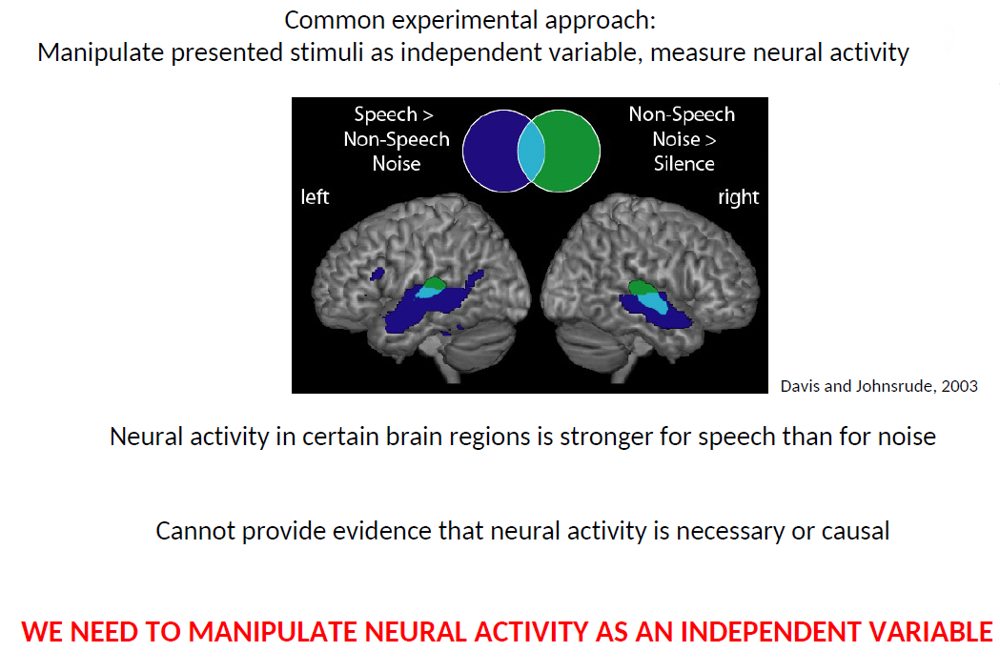 Common experimental approach:
Manipulate presented stimuli as independent variable, measure neural activity
Speech >
Non-Speech
Noise
Non-Speech
Noise >
Silence
left
right
Davis and Johnsrude, 2003
Neural activity in certain brain regions is stronger for speech than for noise
Cannot provide evidence that neural activity is necessary or causal
WE NEED TO MANIPULATE NEURAL ACTIVITY AS AN INDEPENDENT VARIABLE